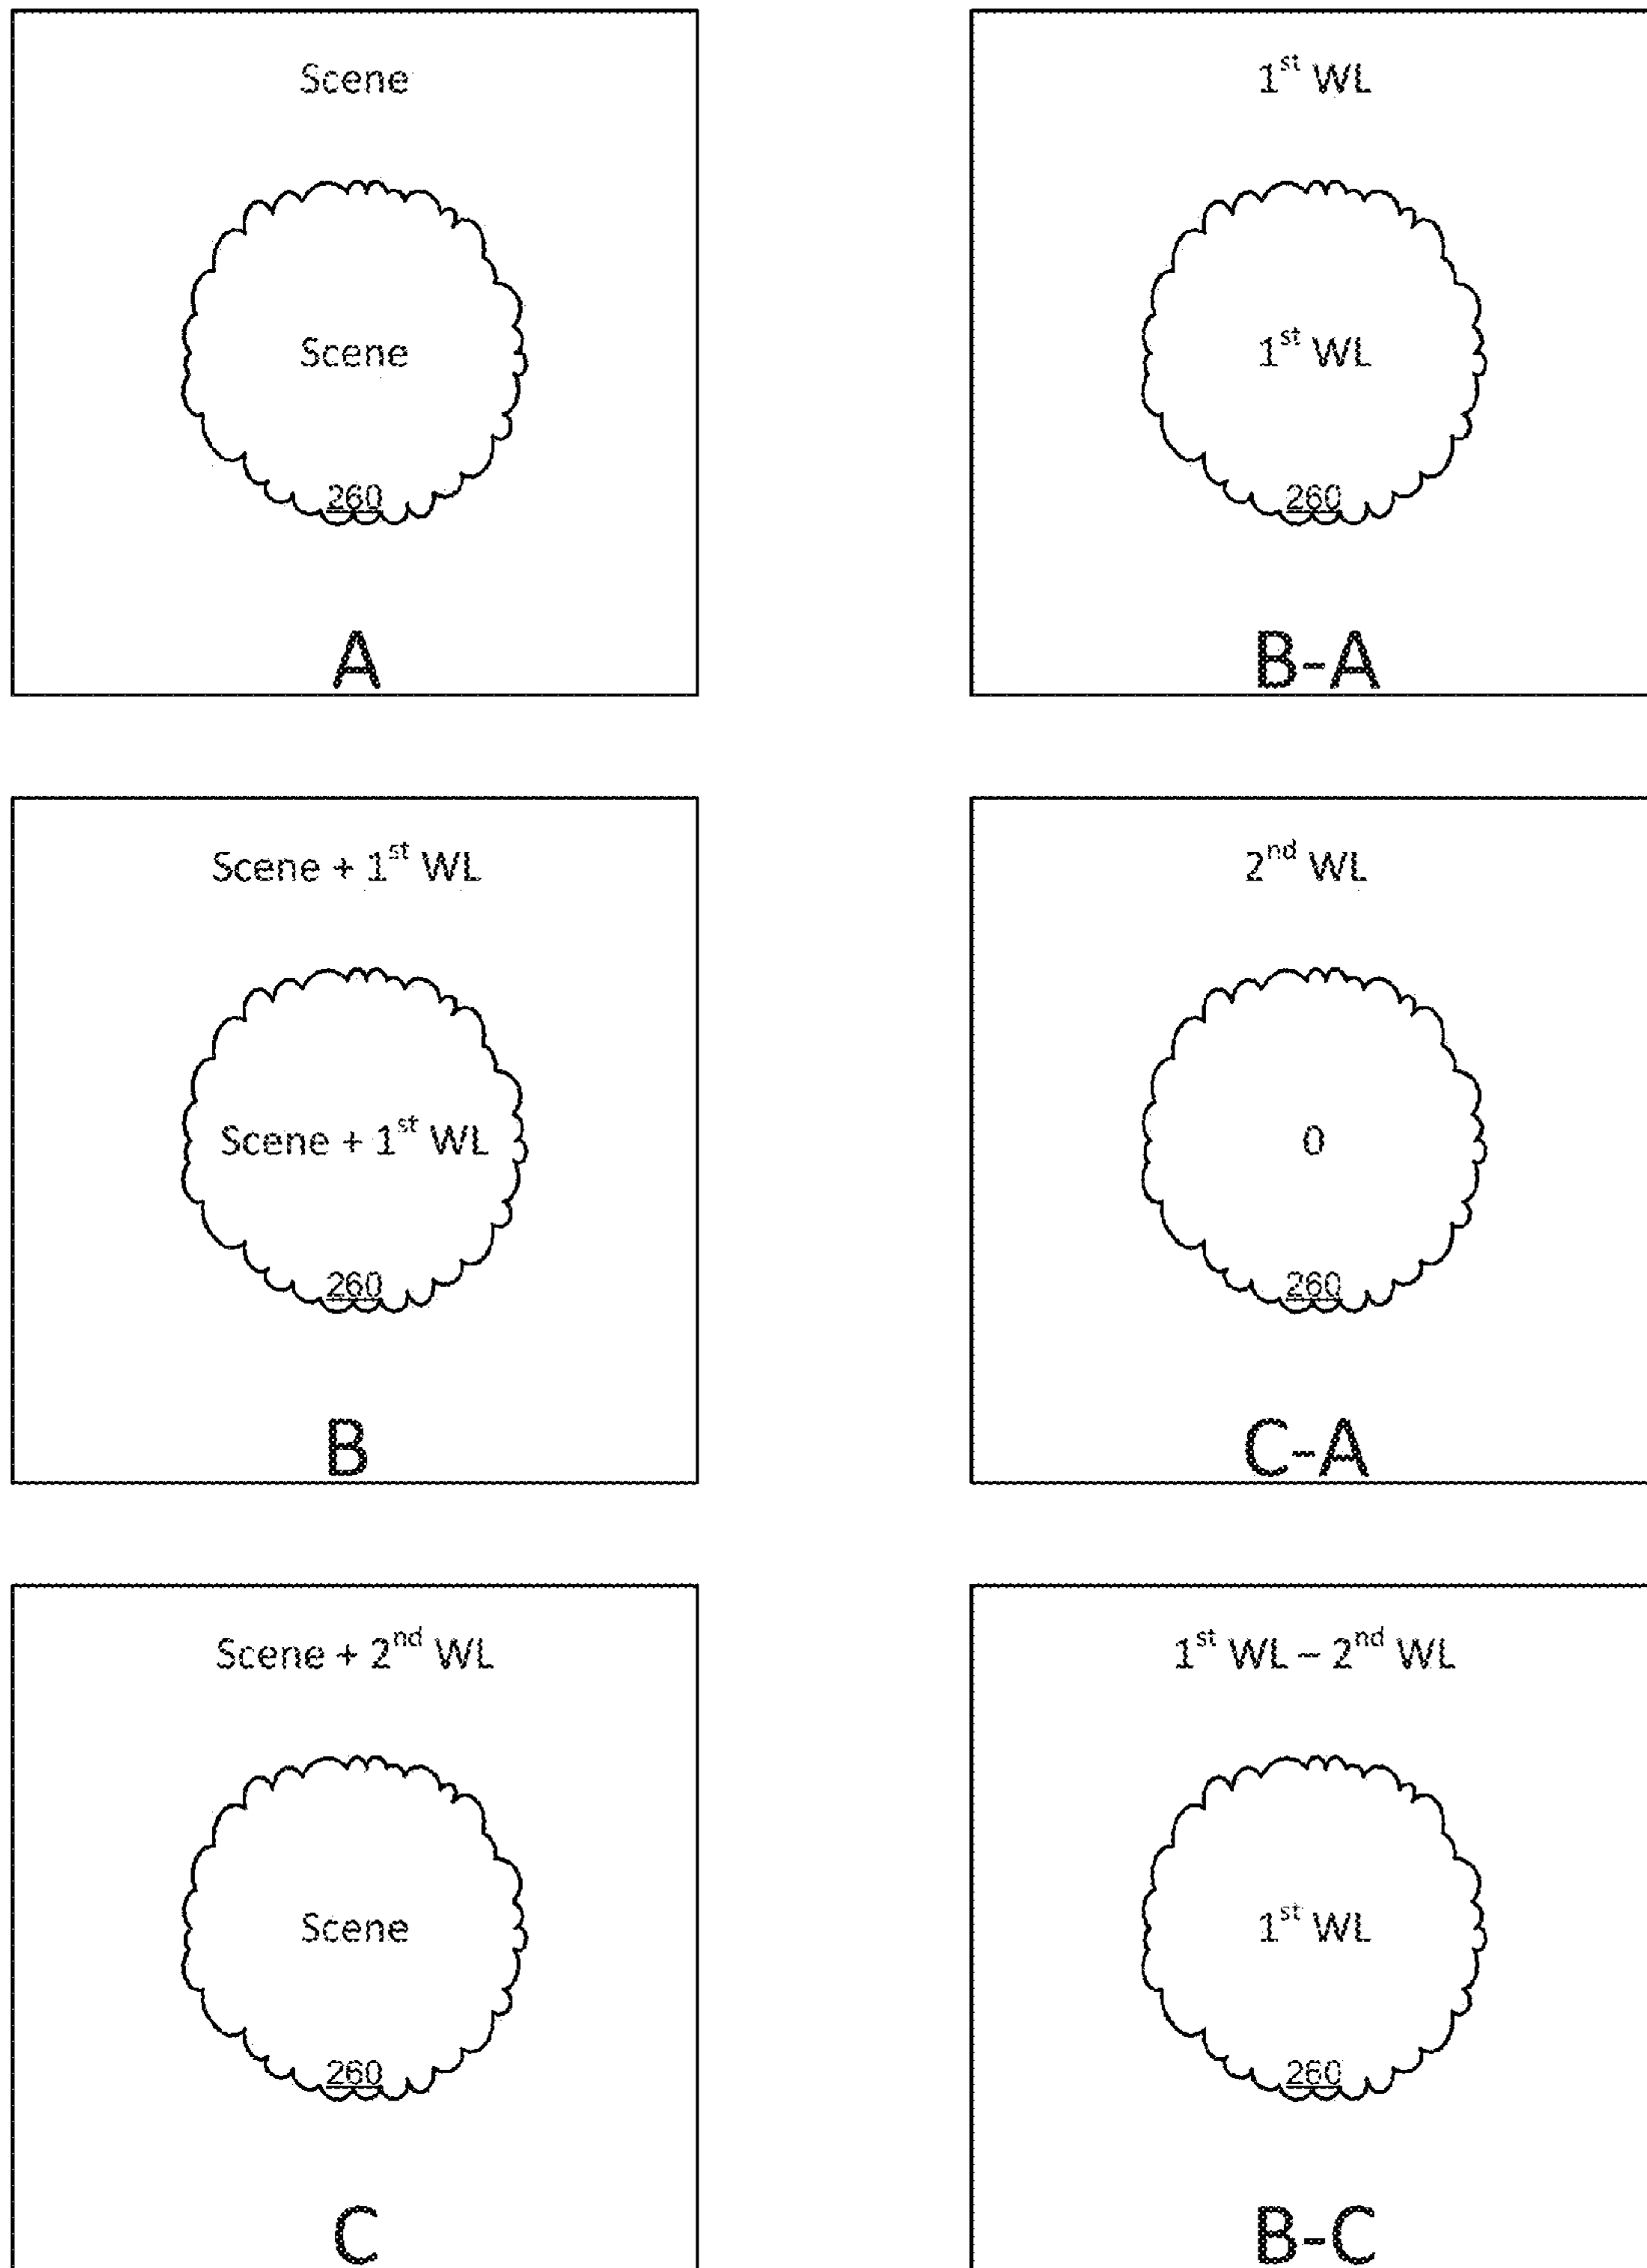 Scene
Scene
260
A
1st WL
1st WL
260
B-A
Scene + 1st WL
Scene + 1st WL
260
B
2nd WL
0
260
C-A
Scene + 2nd WL
Scene
260
C
1st WL – 2nd WL
1st WL
260
B-C